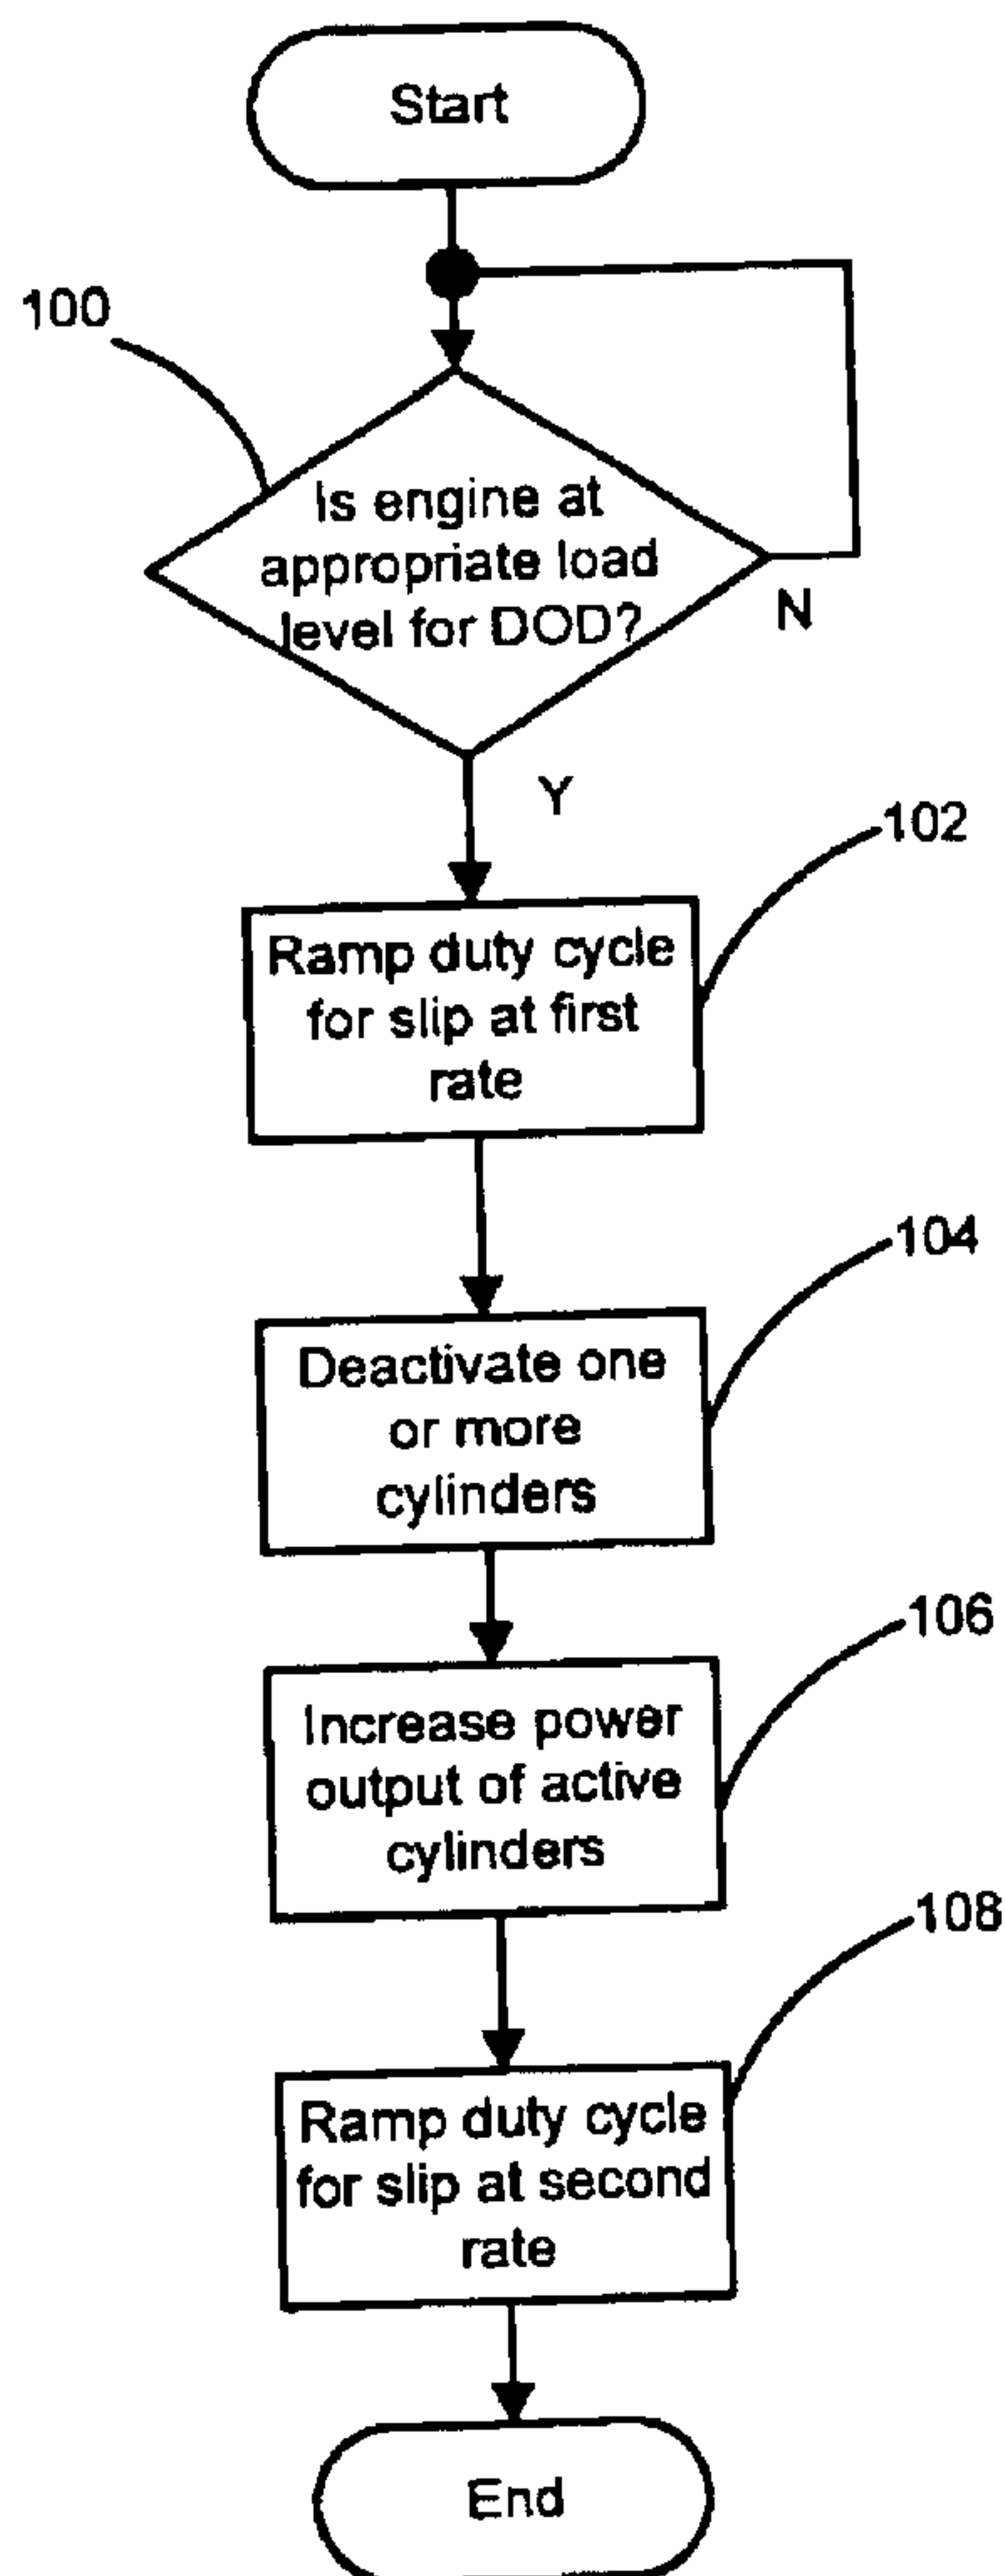 Start
100
Is engine at
appropriate load
level for DOD?
N
Y
102
Ramp duty cycle
for slip at first
rate
104
Deactivate one
or more
cylinders
106
Increase power
output of active
cylinders
108
Ramp duty cycle
for slip at second
rate
End